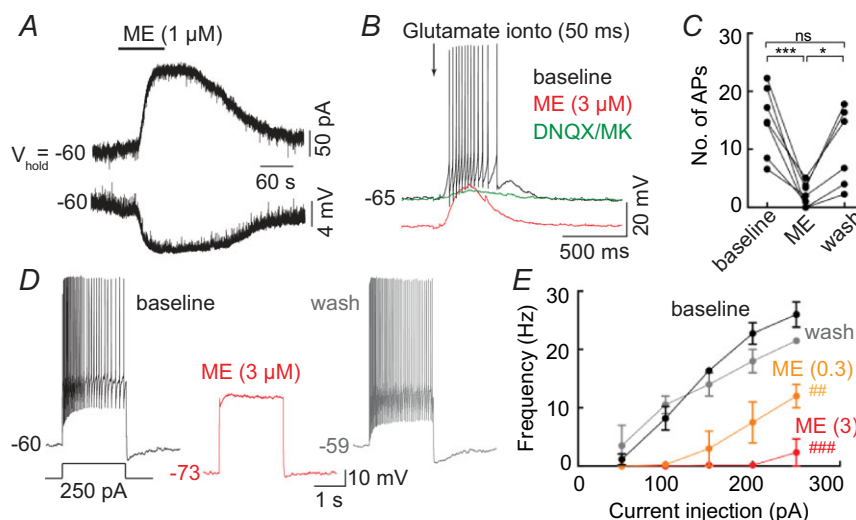 A
ME (1 µM)
V hold = -60
50 pA
60 s
-60
4 mV
B
Glutamate ionto (50 ms)
baseline
ME (3 µM)
DNQX/MK
-65
20 mV
500 ms
C
ns
*** *
30
20
10
0
No. of APs
baseline ME wash
D
baseline
wash
ME (3 µM)
-60
-73
-59
250 pA
10 mV
1 s
E
30
20
10
0
Frequency (Hz)
baseline
wash
ME (0.3)
##
ME (3)
###
0 100 200 300
Current injection (pA)